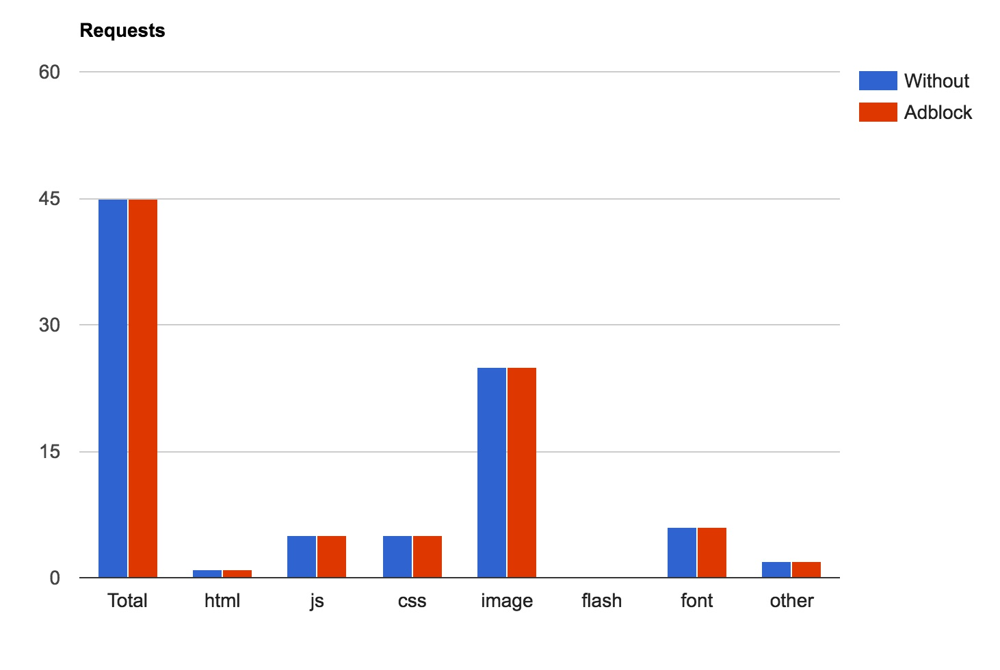 Requests
60
45
30
15
0
Without
Adblock
Total html js css image flash font other